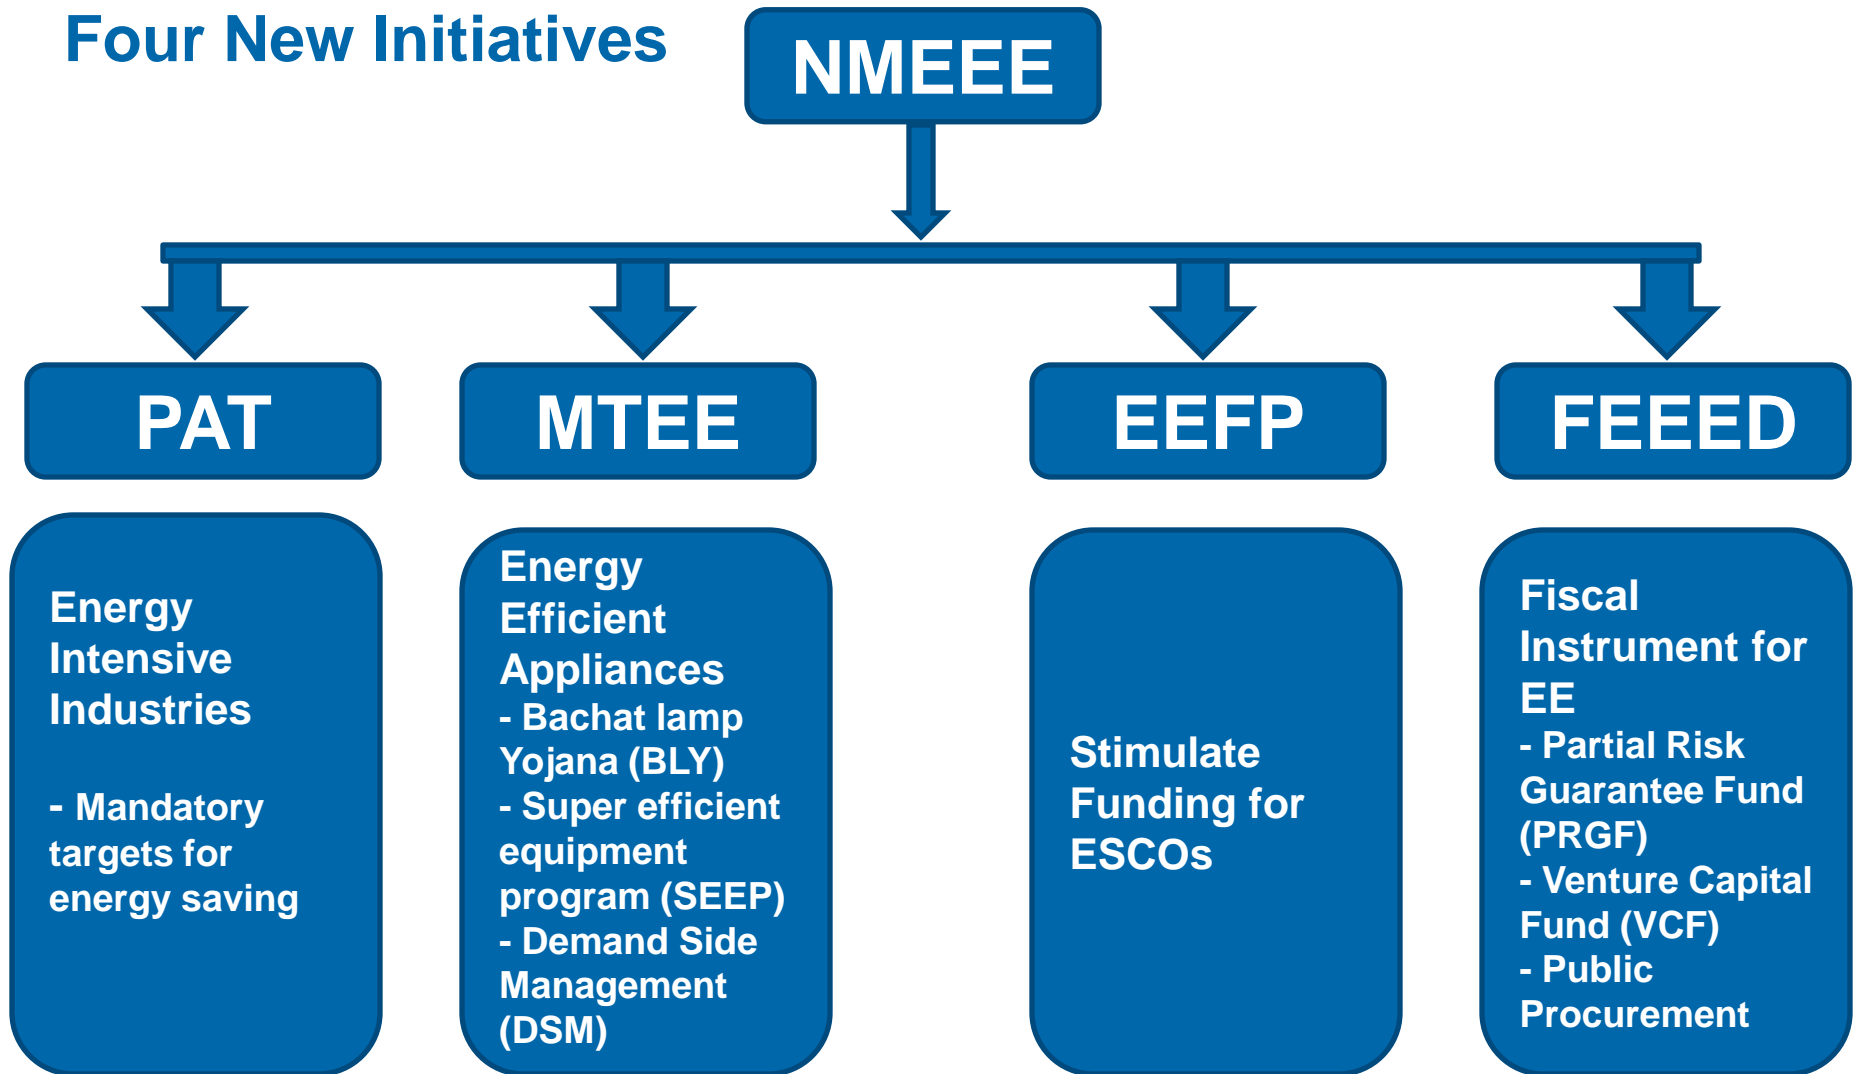 Four New Initiatives
NMEEE
PAT
MTEE
EEFP
FEEED
Energy
Intensive
Industries
- Mandatory
targets for
energy saving
Energy
Efficient
Appliances
- Bachat lamp
Yojana (BLY)
- Super efficient
equipment
program (SEEP)
- Demand Side
Management
(DSM)
Stimulate
Funding for
ESCOs
Fiscal
Instrument for
EE
- Partial Risk
Guarantee Fund
(PRGF)
- Venture Capital
Fund (VCF)
- Public
Procurement